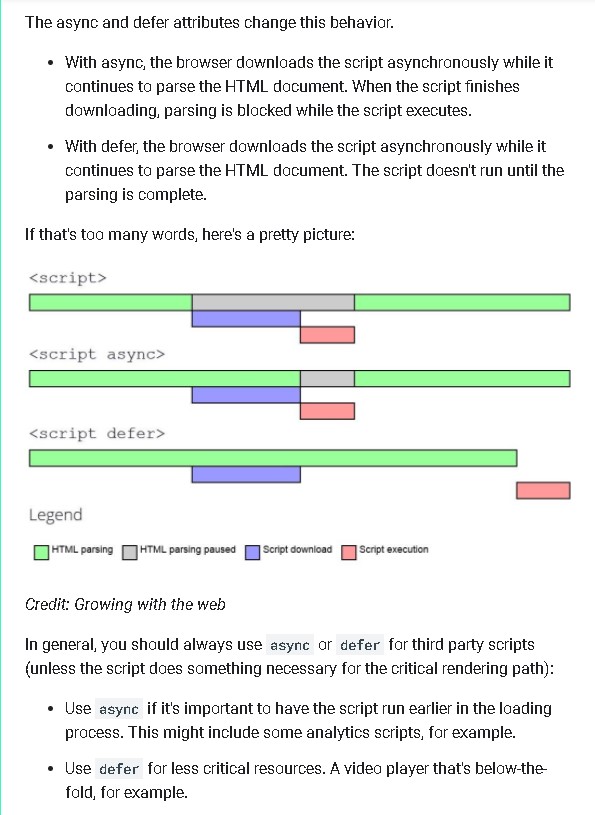 The async and defer attributes change this behavior.
• With async, the browser downloads the script asynchronously while it
continues to parse the HTML document. When the script finishes
downloading, parsing is blocked while the script executes.
• With defer, the browser downloads the script asynchronously while it
continues to parse the HTML document. The script doesn't run until the
parsing is complete.
If that's too many words, here's a pretty picture:
<script>
<script async>
<script defer>
Legend
HTML parsing HTML parsing paused Script download Script execution
Credit: Growing with the web
In general, you should always use async or defer for third party scripts
(unless the script does something necessary for the critical rendering path):
• Use async if it's important to have the script run earlier in the loading
process. This might include some analytics scripts, for example.
• Use defer for less critical resources. A video player that's below-the-
fold, for example.